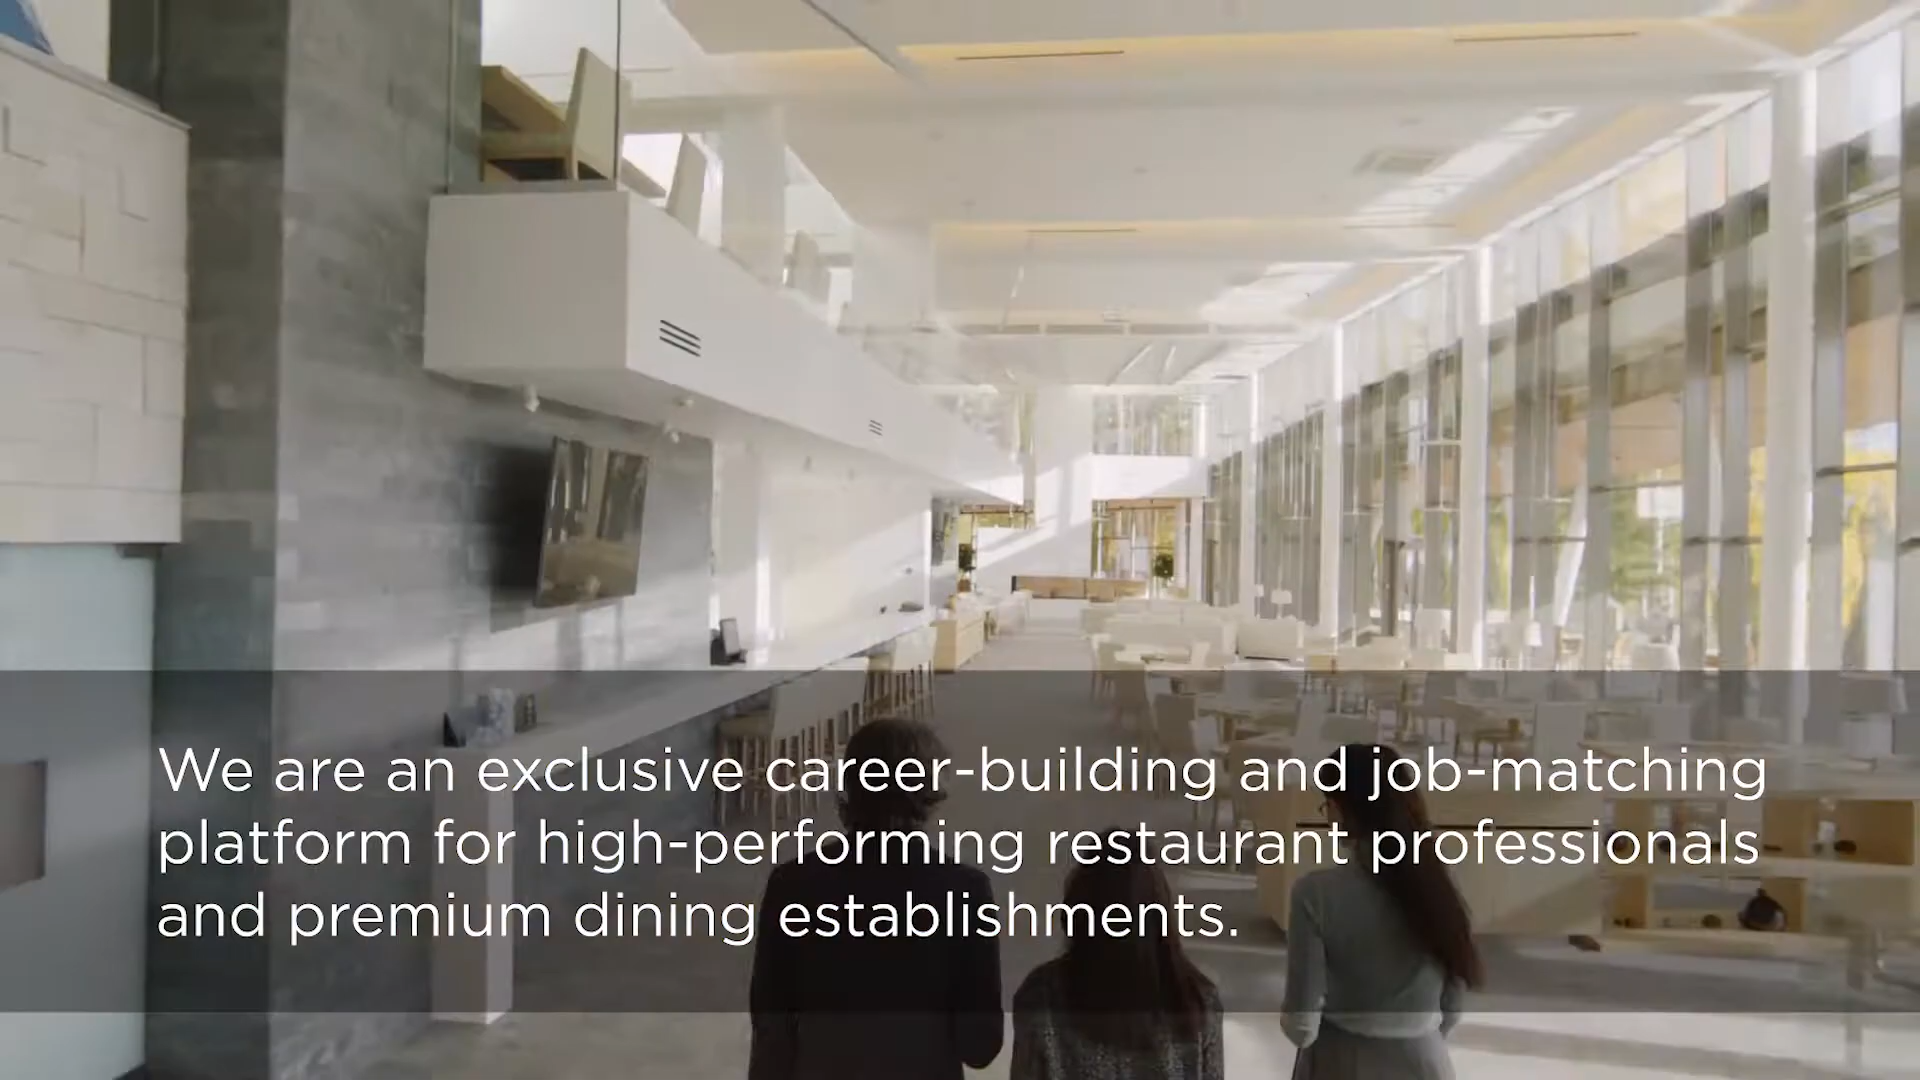 We are an exclusive career-building and job-matching
platform for high-performing restaurant professionals
and premium dining establishments.